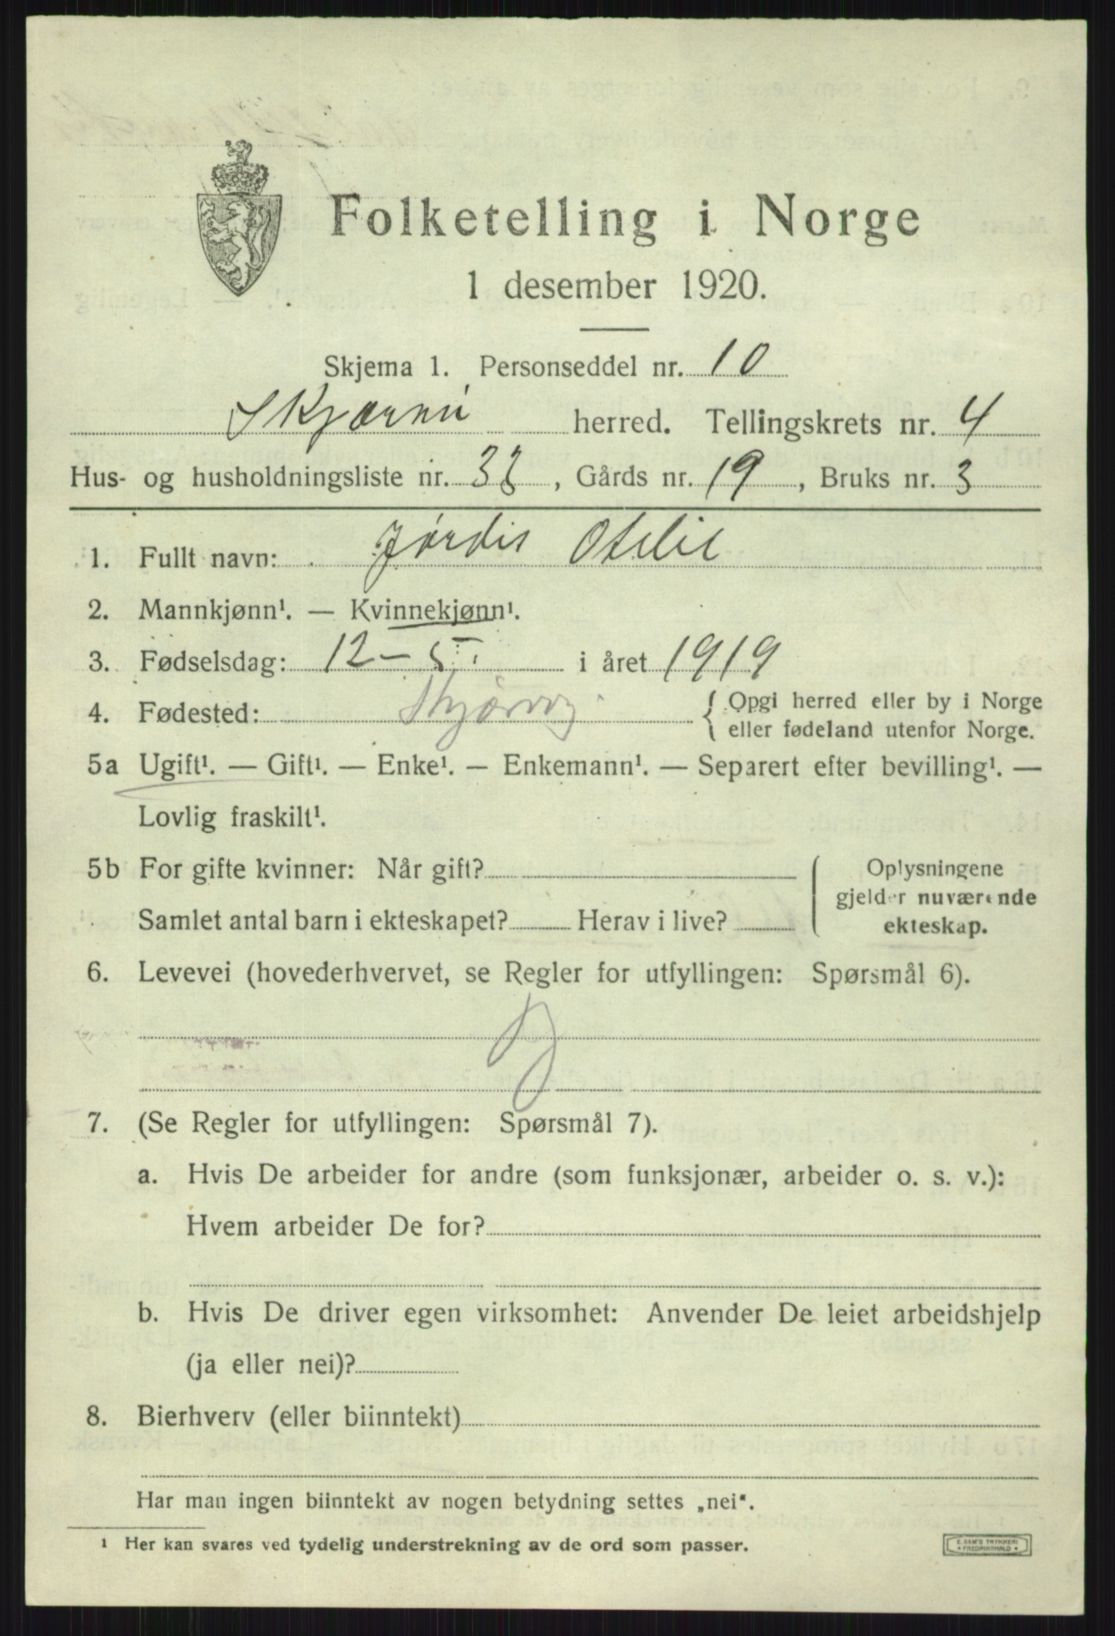 Folketelling i Norge
1 desember 1920.
Skjema 1. Personseddel nr. 10
Skjærvø herred. Tellingskrets nr. 4
Hus- og husholdningsliste nr. 33, Gårds nr. 19, Bruks nr. 3
1. Fullt navn: Jørdis Otelie
2. Mannkjønn¹. — Kvinnekjønn¹.
3. Fødselsdag: 12-5. i året 1919
4. Fødested: Skjærvøy. { Opgi herred eller by i Norge
eller fødeland utenfor Norge.
5a Ugift¹. — Gift¹. — Enke¹. — Enkemann¹. — Separert efter bevilling¹. —
Lovlig fraskilt¹.
5b For gifte kvinner: Når gift?
Samlet antal barn i ekteskapet? Herav i live?
Oplysningene
gjelder nuværende
ekteskap.
6. Levevei (hovederhvervet, se Regler for utfyllingen: Spørsmål 6).
7. (Se Regler for utfyllingen: Spørsmål 7).
a. Hvis De arbeider for andre (som funksjonær, arbeider o. s. v.):
Hvem arbeider De for?
b. Hvis De driver egen virksomhet: Anvender De leiet arbeidshjelp
(ja eller nei)?
8. Bierhverv (eller biinntekt)
Har man ingen biinntekt av nogen betydning settes „nei".
¹ Her kan svares ved tydelig understrekning av de ord som passer.
E. SEM'S TRYKKERI
FREDRIKSHALD